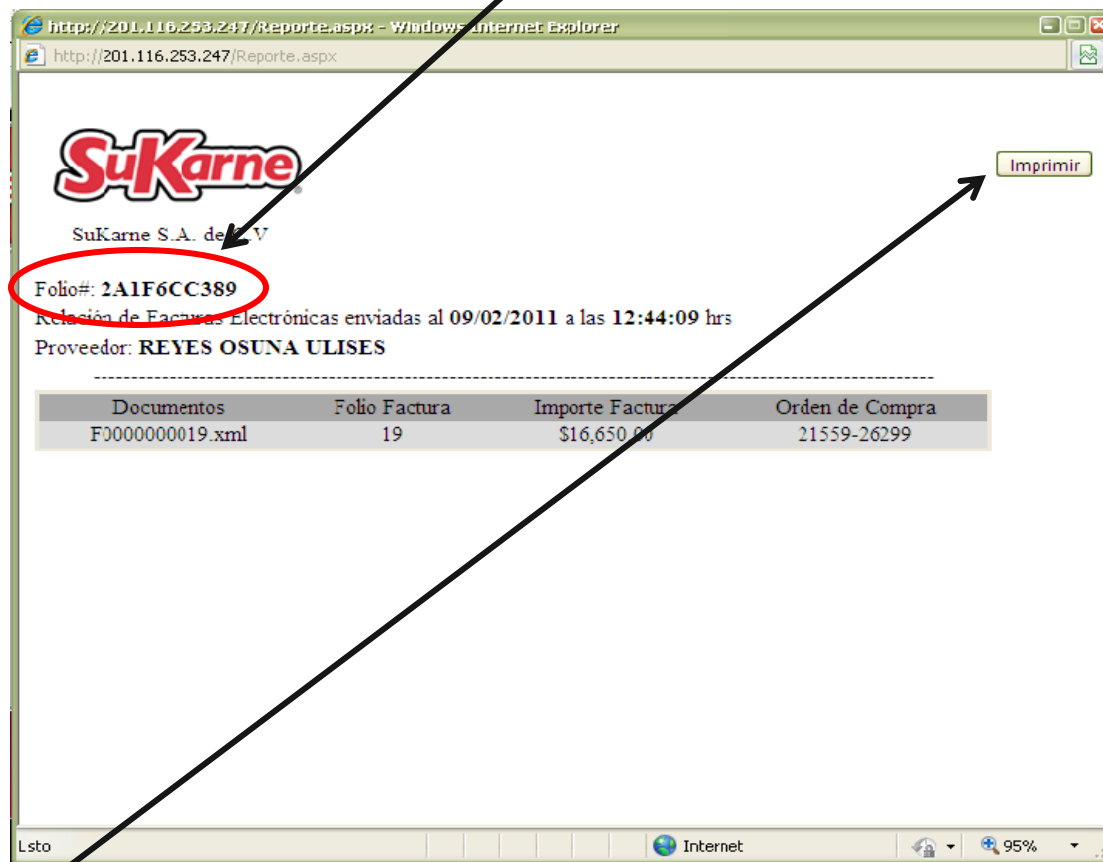 http://201.116.253.247/Reporte.aspx - Windows Internet Explorer
http://201.116.253.247/Reporte.aspx
SuKarne
Imprimir
SuKarne S.A. de C.V
Folio#: 2A1F6CC389
Relación de Facturas Electrónicas enviadas al 09/02/2011 a las 12:44:09 hrs
Proveedor: REYES OSUNA ULISES
Documentos Folio Factura Importe Factura Orden de Compra
F0000000019.xml 19 $16,650.00 21559-26299
Listo Internet 95%